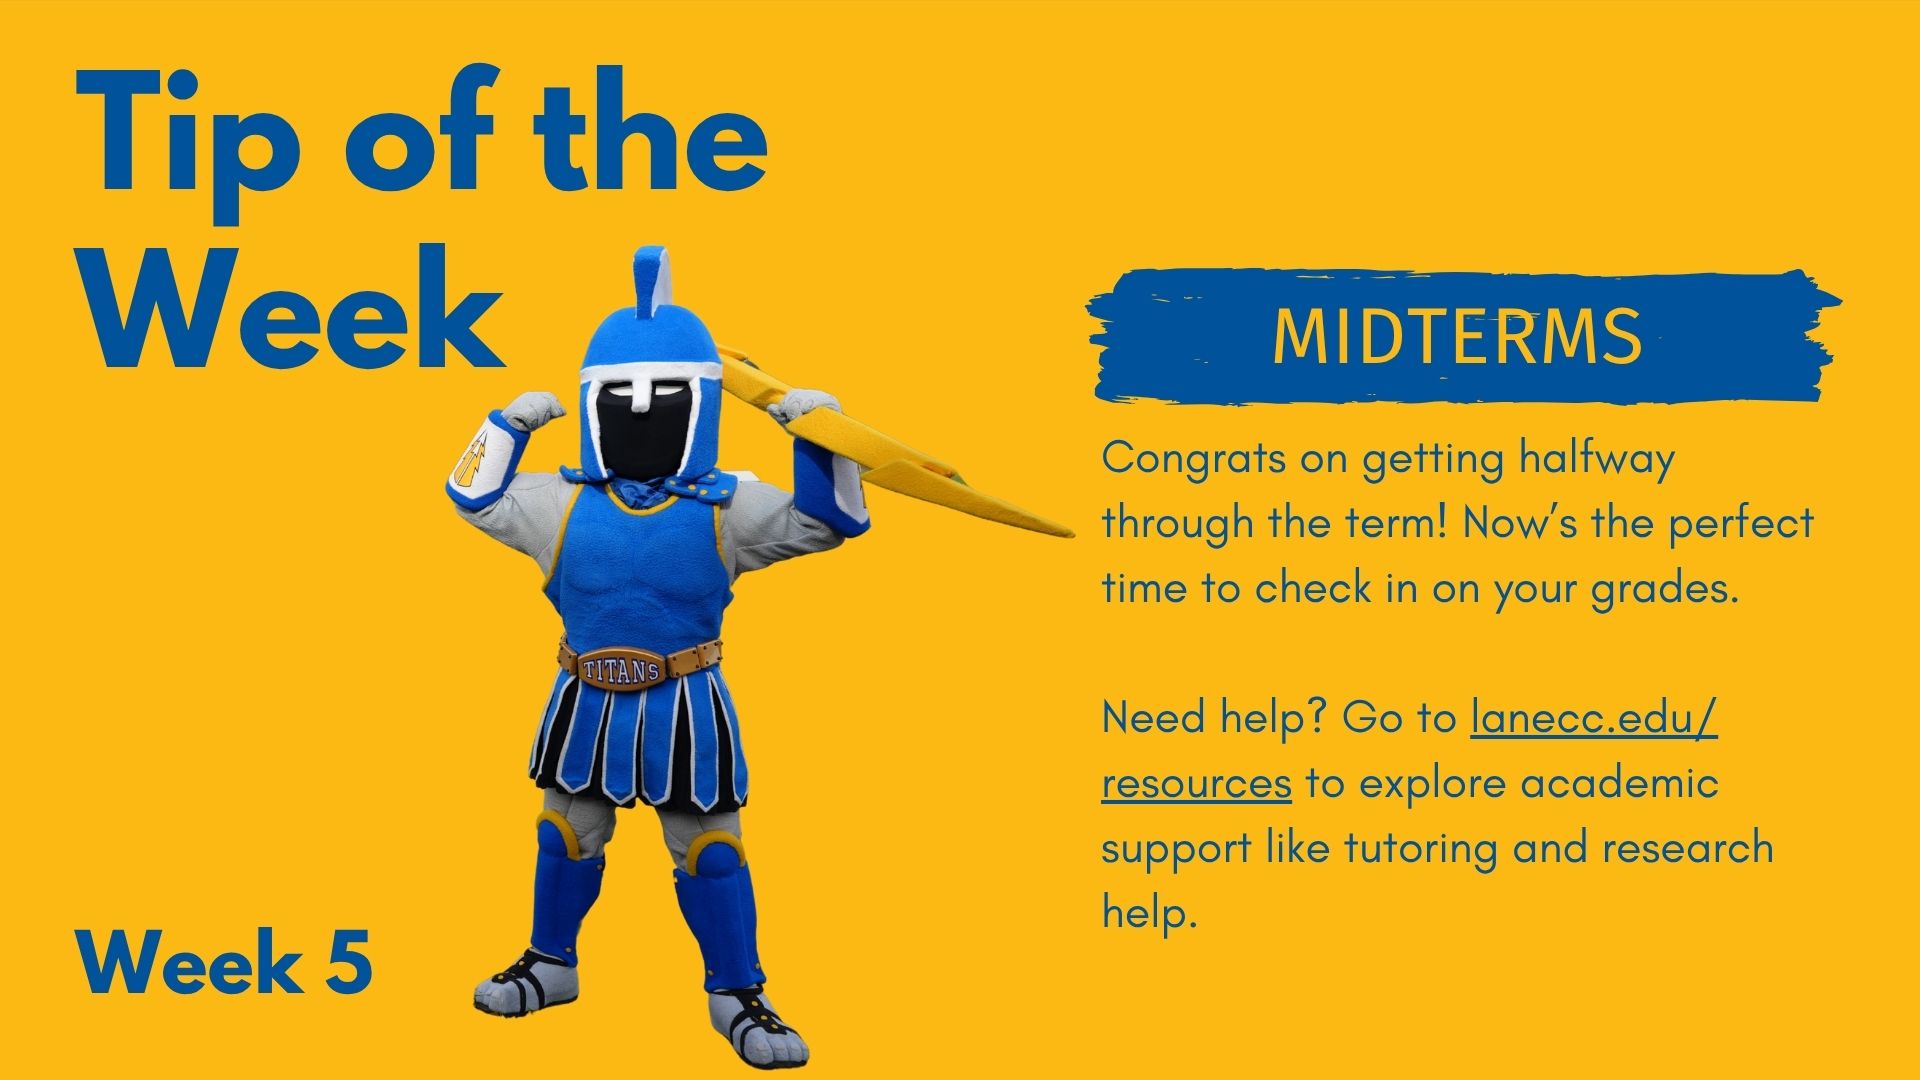 Tip of the
Week
MIDTERMS
Congrats on getting halfway
through the term! Now’s the perfect
time to check in on your grades.
Need help? Go to lanecc.edu/
resources to explore academic
support like tutoring and research
help.
TITANS
Week 5